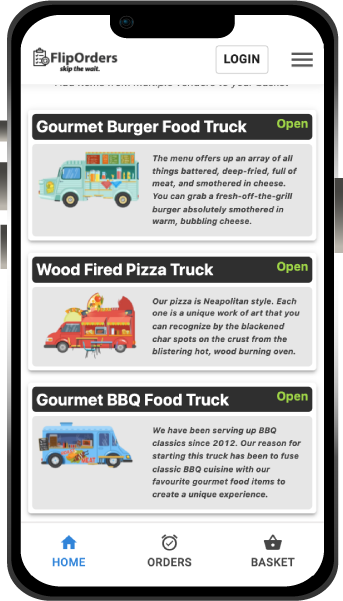 FlipOrders
skip the wait.
LOGIN
Add items from multiple vendors to your basket
Gourmet Burger Food Truck
Open
The menu offers up an array of all
things battered, deep-fried, full of
meat, and smothered in cheese.
You can grab a fresh-off-the-grill
burger absolutely smothered in
warm, bubbling cheese.
Wood Fired Pizza Truck
Open
Our pizza is Neapolitan style. Each
one is a unique work of art that you
can recognize by the blackened
char spots on the crust from the
blistering hot, wood burning oven.
Gourmet BBQ Food Truck
Open
We have been serving up BBQ
classics since 2012. Our reason for
starting this truck has been to fuse
classic BBQ cuisine with our
favourite gourmet food items to
create a unique experience.
HOME
ORDERS
BASKET